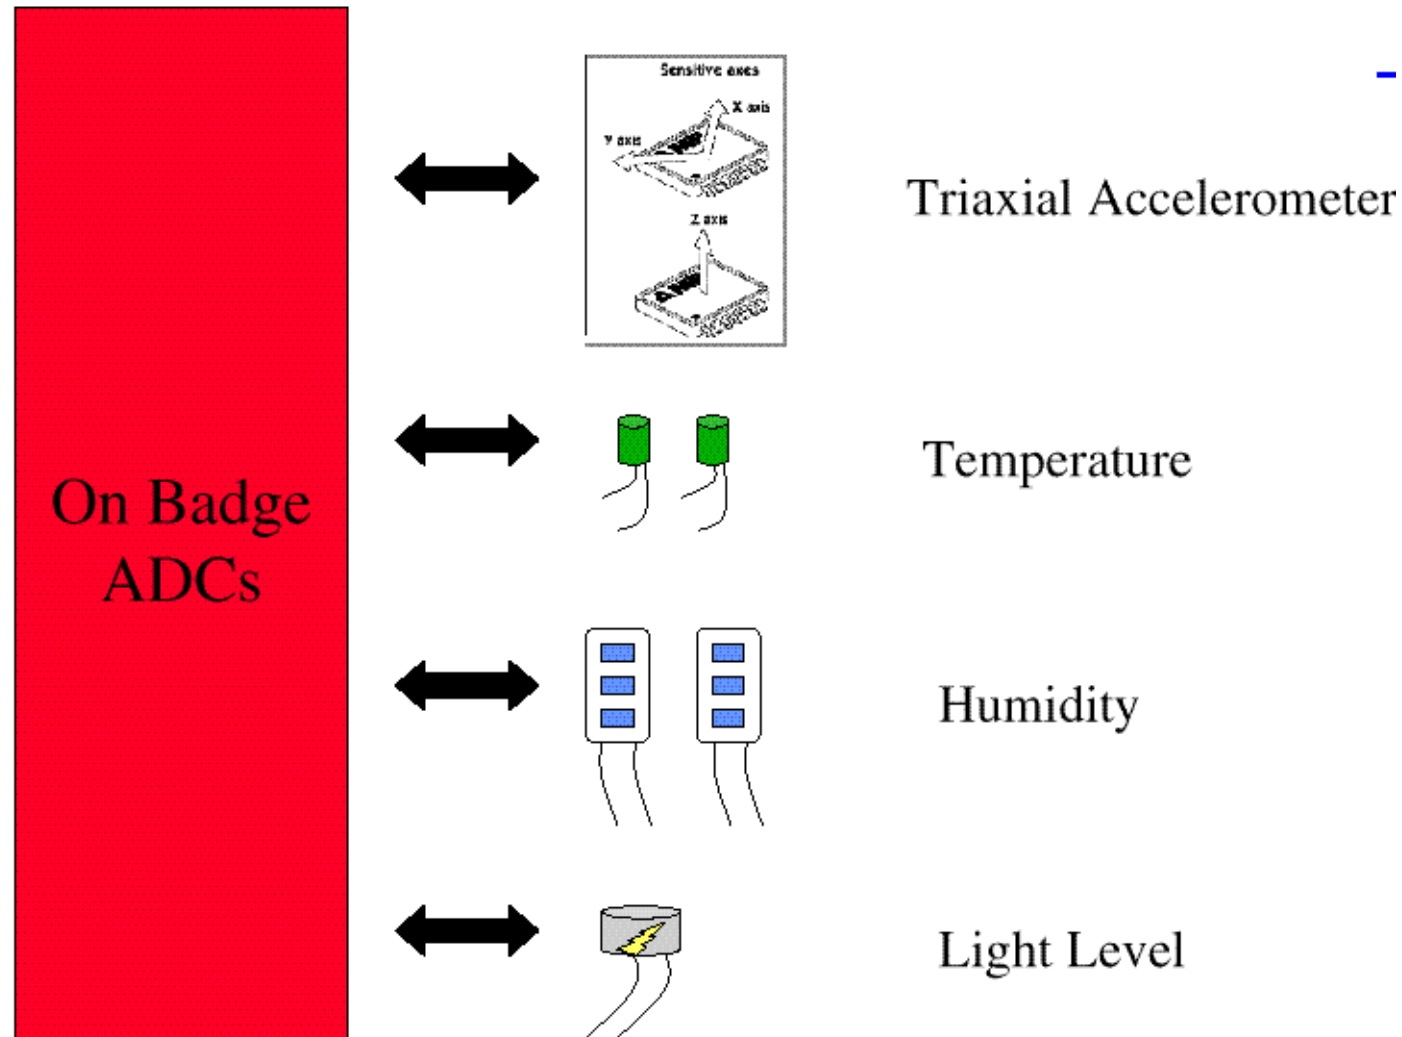 Sensitive axes
X axis
Y axis
Triaxial Accelerometer
Z axis
Temperature
On Badge
ADCs
Humidity
Light Level